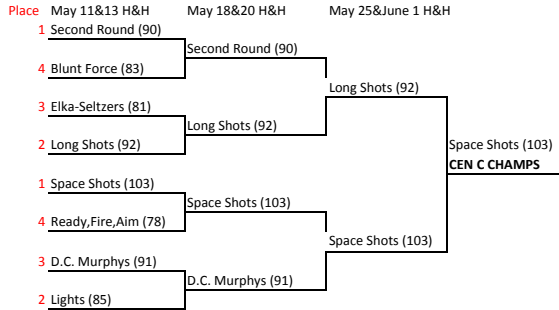 Place May 11&13 H&H May 18&20 H&H May 25&June 1 H&H
1 Second Round (90)
Second Round (90)
4 Blunt Force (83)
Long Shots (92)
3 Elka-Seltzers (81)
Long Shots (92)
2 Long Shots (92)
Space Shots (103)
CEN C CHAMPS
1 Space Shots (103)
Space Shots (103)
4 Ready,Fire,Aim (78)
Space Shots (103)
3 D.C. Murphys (91)
D.C. Murphys (91)
2 Lights (85)